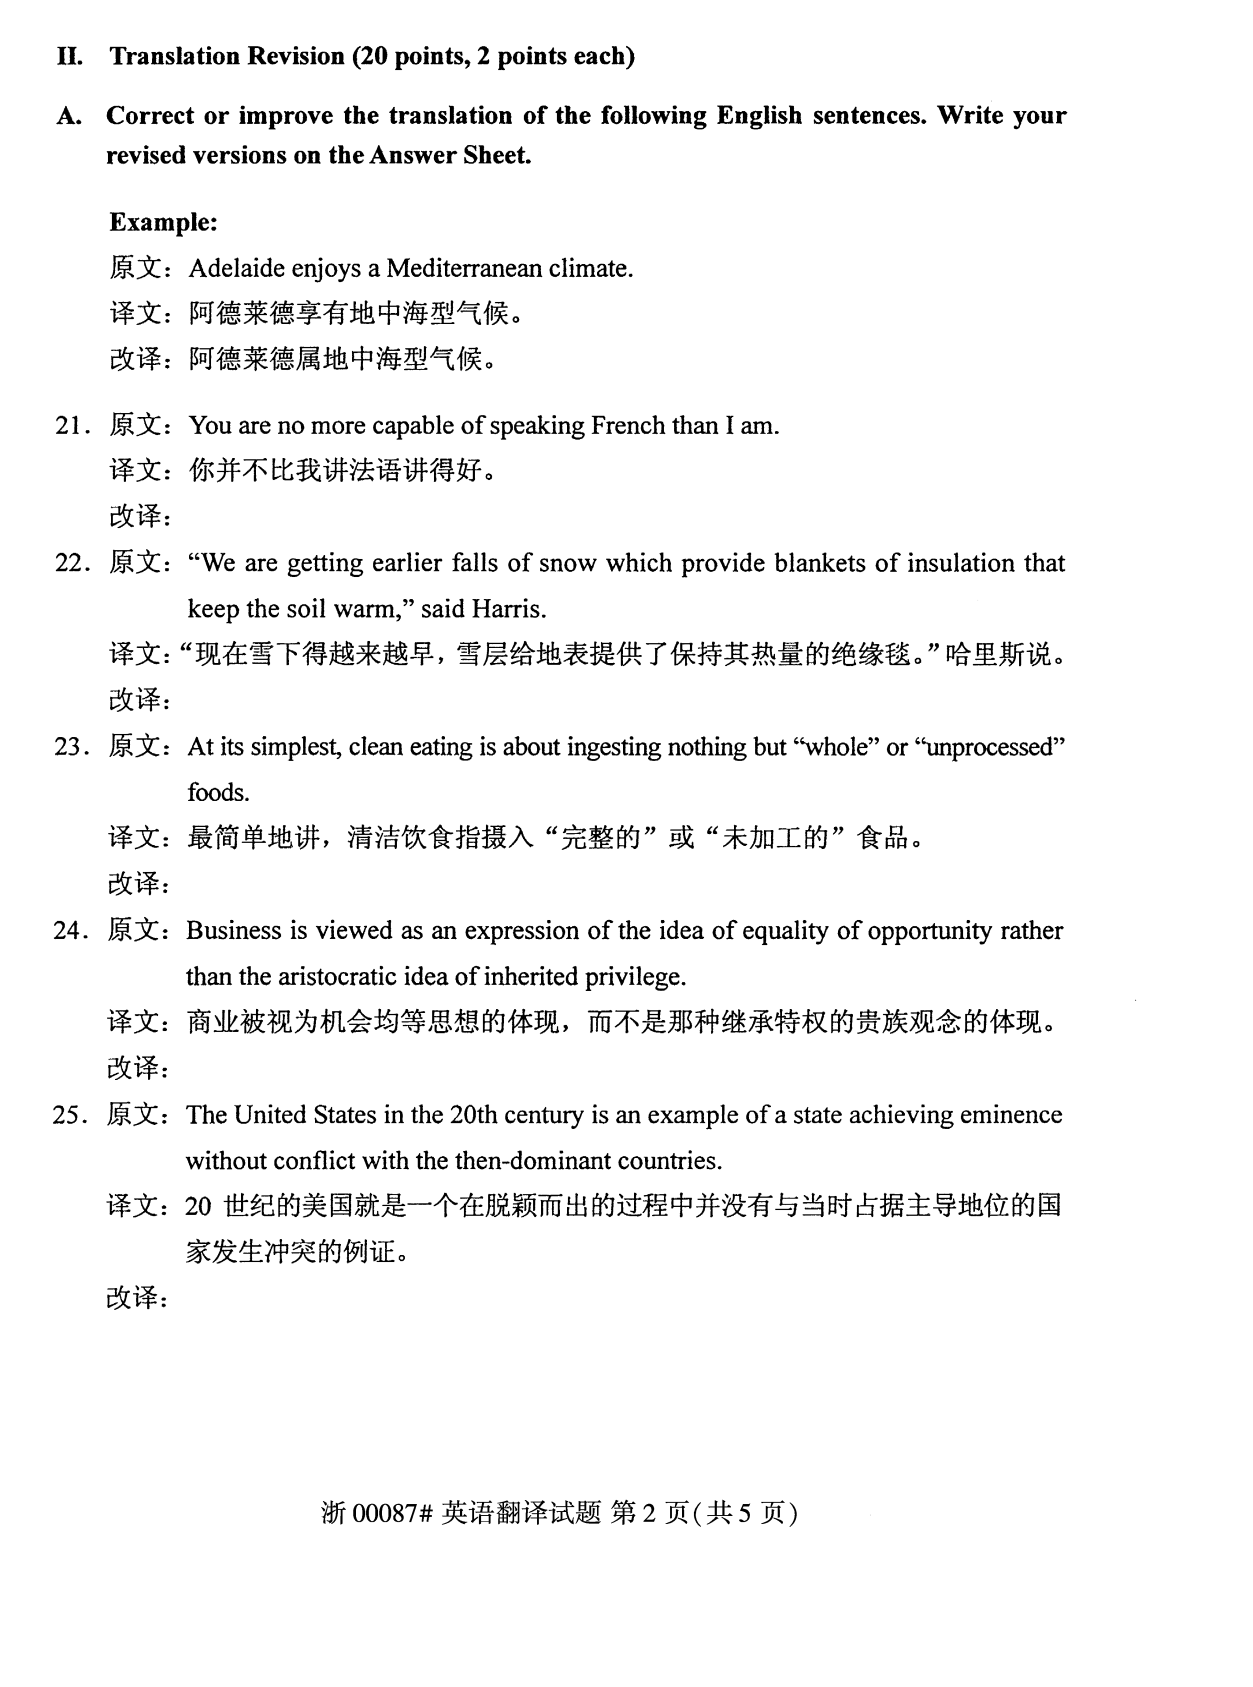 II. Translation Revision (20 points, 2 points each)
A. Correct or improve the translation of the following English sentences. Write your
revised versions on the Answer Sheet.
Example:
原文：Adelaide enjoys a Mediterranean climate.
译文：阿德莱德享有地中海型气候。
改译：阿德莱德属地中海型气候。
21. 原文：You are no more capable of speaking French than I am.
译文：你并不比我讲法语讲得好。
改译：
22. 原文：“We are getting earlier falls of snow which provide blankets of insulation that
keep the soil warm,” said Harris.
译文：“现在雪下得越来越早，雪层给地表提供了保持其热量的绝缘毯。”哈里斯说。
改译：
23. 原文：At its simplest, clean eating is about ingesting nothing but “whole” or “unprocessed”
foods.
译文：最简单地讲，清洁饮食指摄入“完整的”或“未加工的”食品。
改译：
24. 原文：Business is viewed as an expression of the idea of equality of opportunity rather
than the aristocratic idea of inherited privilege.
译文：商业被视为机会均等思想的体现，而不是那种继承特权的贵族观念的体现。
改译：
25. 原文：The United States in the 20th century is an example of a state achieving eminence
without conflict with the then-dominant countries.
译文：20 世纪的美国就是一个在脱颖而出的过程中并没有与当时占据主导地位的国
家发生冲突的例证。
改译：
浙 00087# 英语翻译试题 第 2 页(共 5 页)